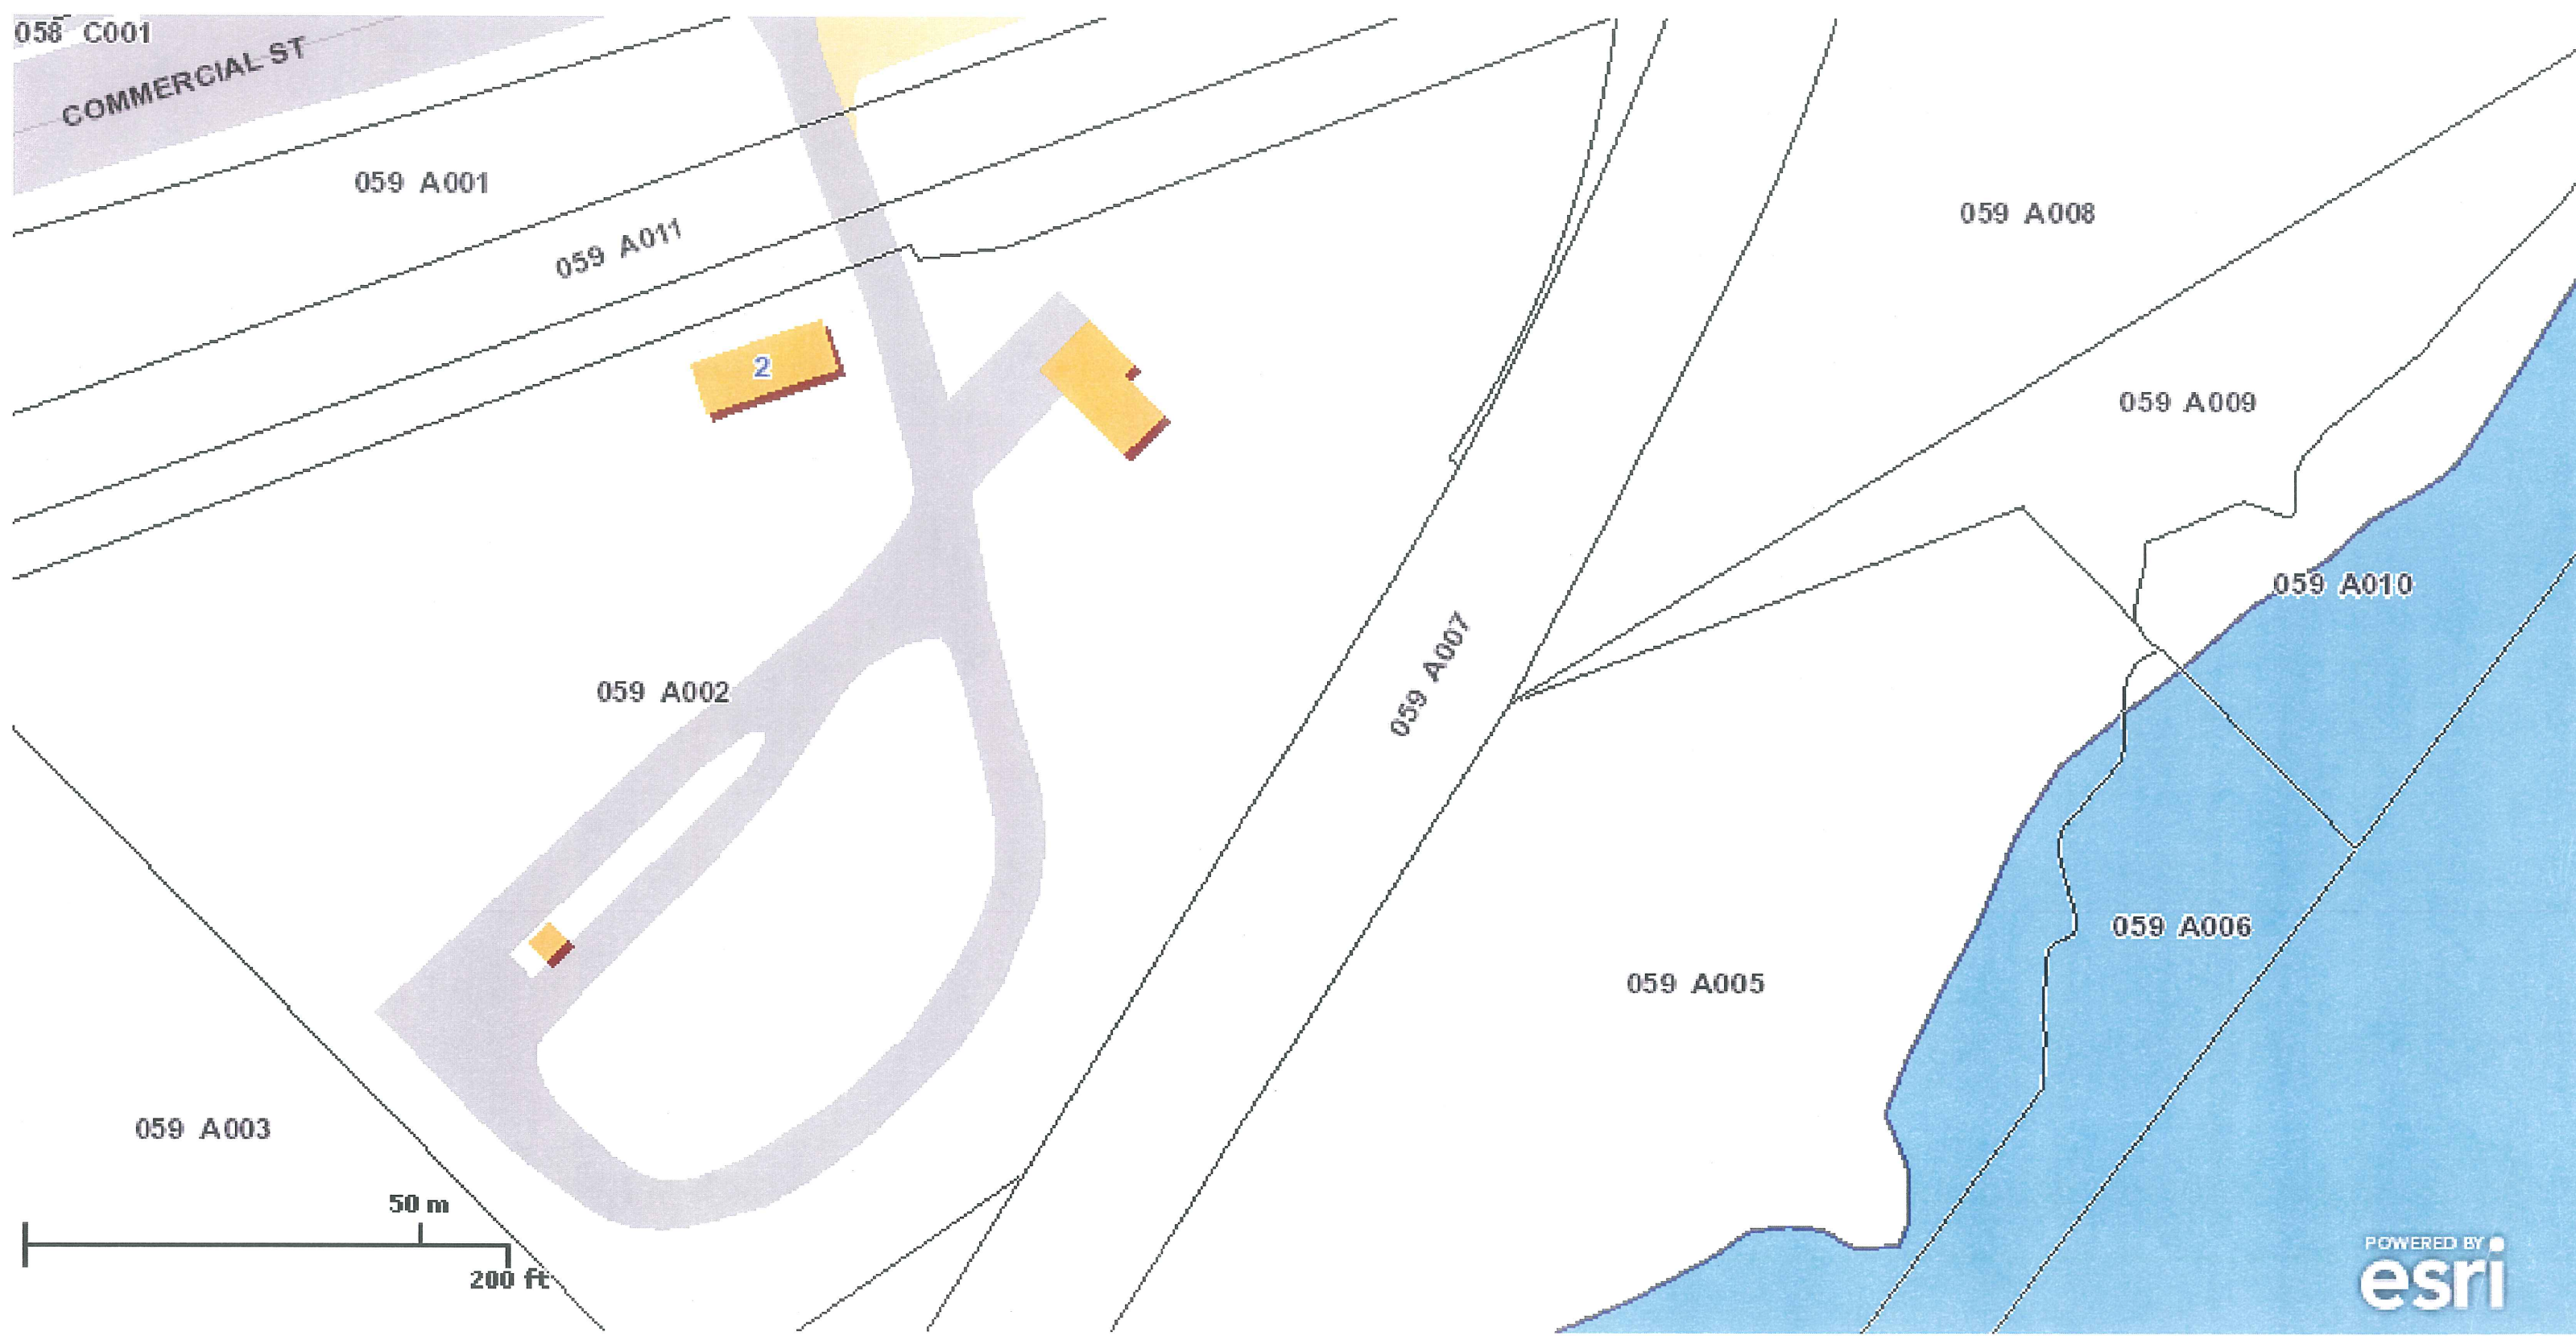 058 C001
COMMERCIAL ST
059 A001
059 A011
059 A008
2
059 A009
059 A010
059 A007
059 A002
059 A006
059 A005
059 A003
50 m
200 ft
POWERED BY
esri